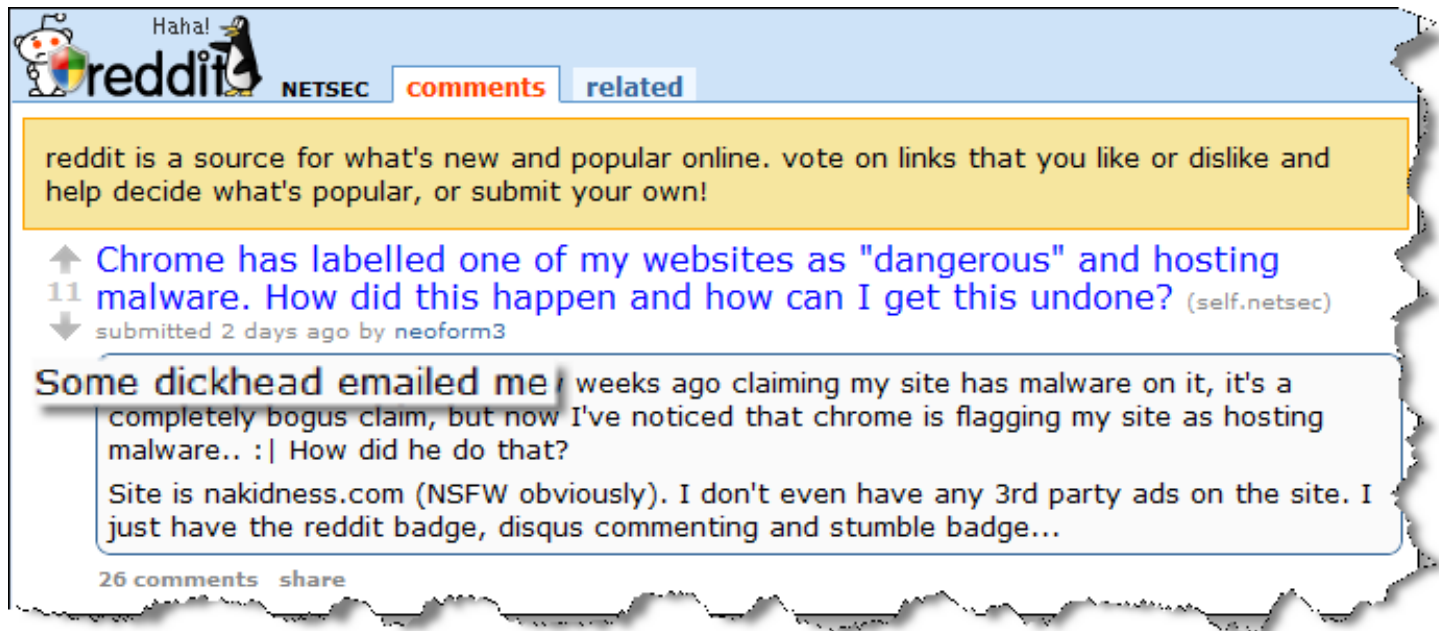 Haha!
reddit NETSEC comments related
reddit is a source for what's new and popular online. vote on links that you like or dislike and
help decide what's popular, or submit your own!
Chrome has labelled one of my websites as "dangerous" and hosting
11 malware. How did this happen and how can I get this undone? (self.netsec)
submitted 2 days ago by neoform3
Some dickhead emailed me weeks ago claiming my site has malware on it, it's a
completely bogus claim, but now I've noticed that chrome is flagging my site as hosting
malware.. :| How did he do that?
Site is nakidness.com (NSFW obviously). I don't even have any 3rd party ads on the site. I
just have the reddit badge, disqus commenting and stumble badge...
26 comments share